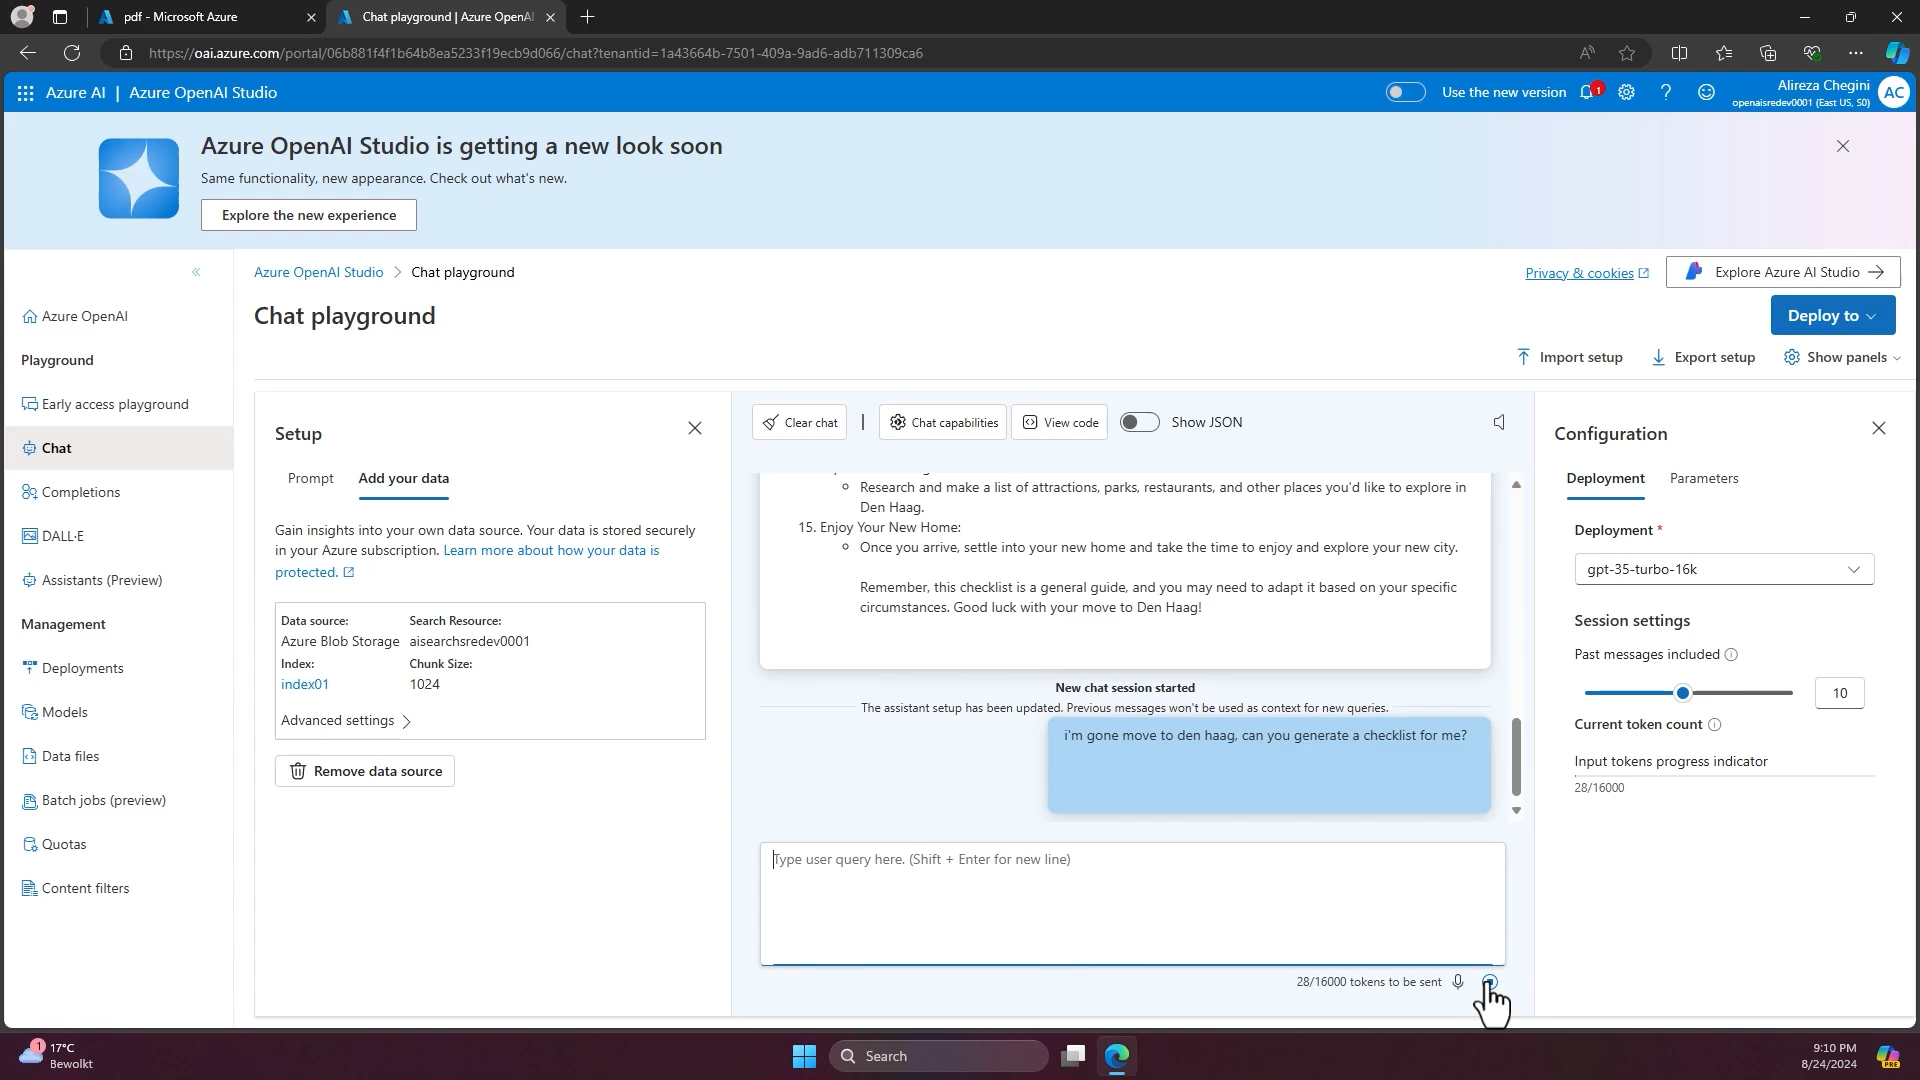 pdf - Microsoft Azure
Chat playground | Azure OpenAI
https://oai.azure.com/portal/06b881f4f1b64b8ea5233f19ecb9d066/chat?tenantid=1a43664b-7501-409a-9ad6-adb711309ca6
Azure AI | Azure OpenAI Studio
Use the new version
1
Alireza Chegini
openaisredev0001 (East US, S0)
AC
Azure OpenAI Studio is getting a new look soon
Same functionality, new appearance. Check out what's new.
Explore the new experience
Azure OpenAI Studio > Chat playground
Privacy & cookies
Explore Azure AI Studio
Chat playground
Deploy to
Import setup
Export setup
Show panels
Azure OpenAI
Playground
Early access playground
Chat
Completions
DALL·E
Assistants (Preview)
Management
Deployments
Models
Data files
Batch jobs (preview)
Quotas
Content filters
Setup
Prompt
Add your data
Gain insights into your own data source. Your data is stored securely
in your Azure subscription. Learn more about how your data is
protected.
Data source:
Search Resource:
Azure Blob Storage
aisearchsredev0001
Index:
Chunk Size:
index01
1024
Advanced settings
Remove data source
Clear chat
|
Chat capabilities
View code
Show JSON
Research and make a list of attractions, parks, restaurants, and other places you'd like to explore in
Den Haag.
15. Enjoy Your New Home:
Once you arrive, settle into your new home and take the time to enjoy and explore your new city.
Remember, this checklist is a general guide, and you may need to adapt it based on your specific
circumstances. Good luck with your move to Den Haag!
New chat session started
The assistant setup has been updated. Previous messages won't be used as context for new queries.
i'm gone move to den haag, can you generate a checklist for me?
Type user query here. (Shift + Enter for new line)
28/16000 tokens to be sent
Configuration
Deployment
Parameters
Deployment *
gpt-35-turbo-16k
Session settings
Past messages included
10
Current token count
Input tokens progress indicator
28/16000
1
17°C
Bewolkt
Search
9:10 PM
8/24/2024
PRE